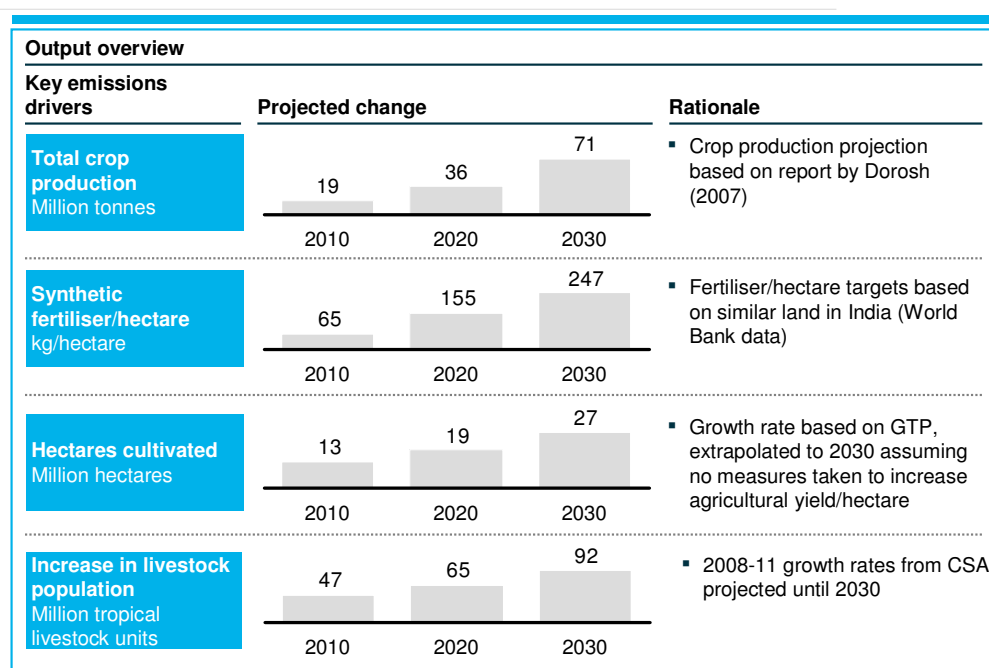 Output overview
Key emissions
drivers
Projected change
Rationale
Total crop
production
Million tonnes
19
36
71
2010
2020
2030
▪ Crop production projection
based on report by Dorosh
(2007)
Synthetic
fertiliser/hectare
kg/hectare
65
155
247
2010
2020
2030
▪ Fertiliser/hectare targets based
on similar land in India (World
Bank data)
Hectares cultivated
Million hectares
13
19
27
2010
2020
2030
▪ Growth rate based on GTP,
extrapolated to 2030 assuming
no measures taken to increase
agricultural yield/hectare
Increase in livestock
population
Million tropical
livestock units
47
65
92
2010
2020
2030
▪ 2008-11 growth rates from CSA
projected until 2030